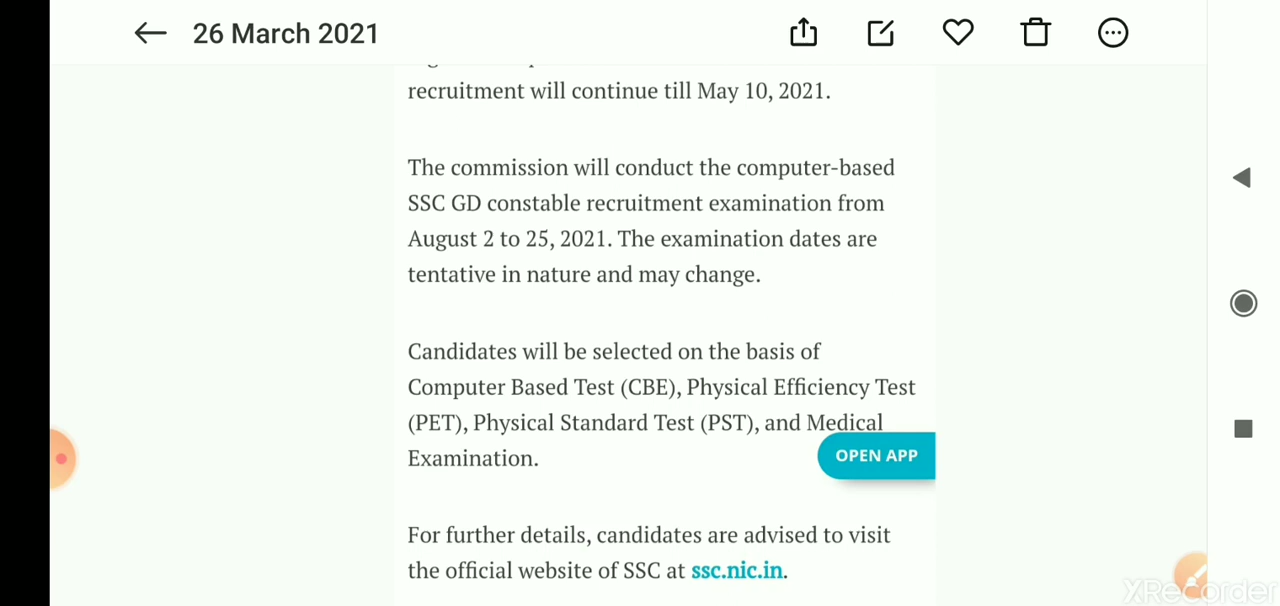 26 March 2021
recruitment will continue till May 10, 2021.
The commission will conduct the computer-based
SSC GD constable recruitment examination from
August 2 to 25, 2021. The examination dates are
tentative in nature and may change.
Candidates will be selected on the basis of
Computer Based Test (CBE), Physical Efficiency Test
(PET), Physical Standard Test (PST), and Medical
Examination.
OPEN APP
For further details, candidates are advised to visit
the official website of SSC at ssc.nic.in.
XRecorder